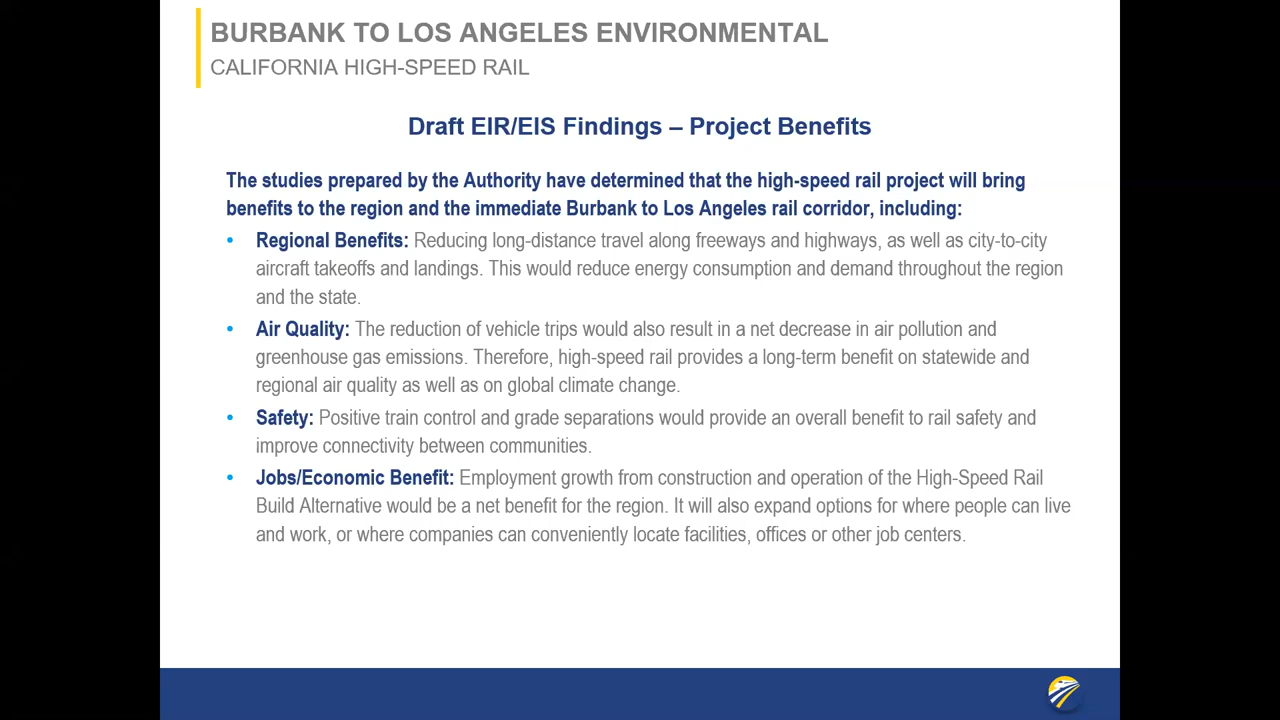 BURBANK TO LOS ANGELES ENVIRONMENTAL
CALIFORNIA HIGH-SPEED RAIL
Draft EIR/EIS Findings – Project Benefits
The studies prepared by the Authority have determined that the high-speed rail project will bring
benefits to the region and the immediate Burbank to Los Angeles rail corridor, including:
• Regional Benefits: Reducing long-distance travel along freeways and highways, as well as city-to-city
aircraft takeoffs and landings. This would reduce energy consumption and demand throughout the region
and the state.
• Air Quality: The reduction of vehicle trips would also result in a net decrease in air pollution and
greenhouse gas emissions. Therefore, high-speed rail provides a long-term benefit on statewide and
regional air quality as well as on global climate change.
• Safety: Positive train control and grade separations would provide an overall benefit to rail safety and
improve connectivity between communities.
• Jobs/Economic Benefit: Employment growth from construction and operation of the High-Speed Rail
Build Alternative would be a net benefit for the region. It will also expand options for where people can live
and work, or where companies can conveniently locate facilities, offices or other job centers.